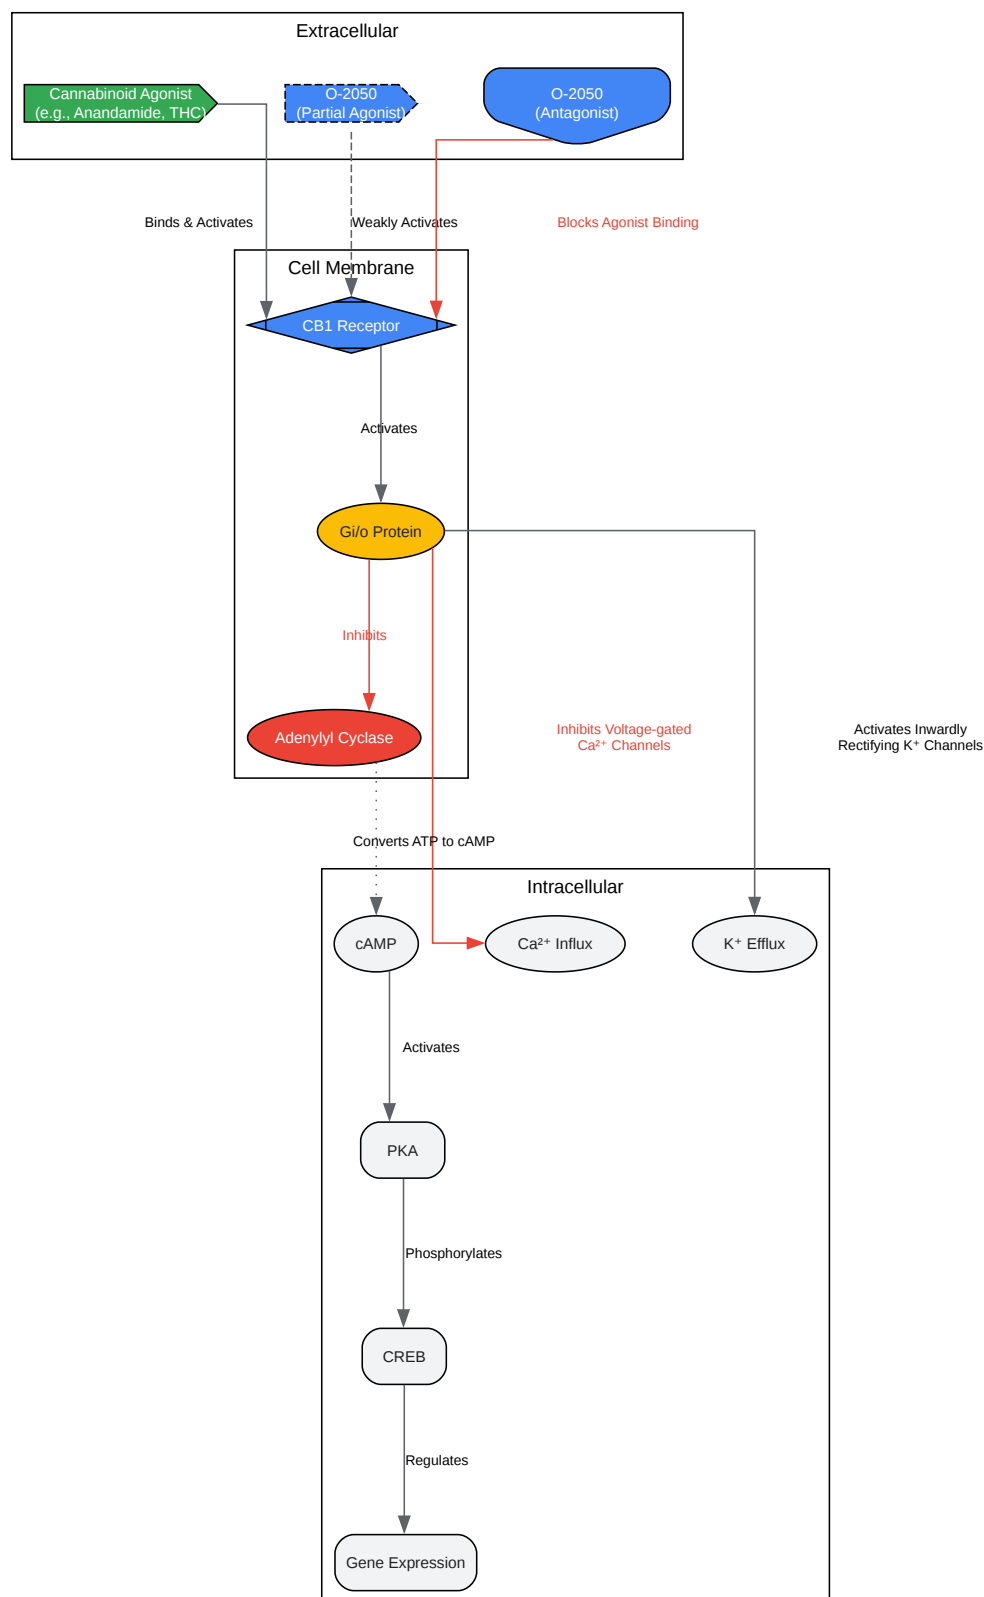 Extracellular
Cannabinoid Agonist
(e.g., Anandamide, THC)
O-2050
(Partial Agonist)
O-2050
(Antagonist)
Binds & Activates
Weakly Activates
Blocks Agonist Binding
Cell Membrane
CB1 Receptor
Activates
Gi/o Protein
Inhibits
Adenylyl Cyclase
Inhibits Voltage-gated
Ca²⁺ Channels
Activates Inwardly
Rectifying K⁺ Channels
Converts ATP to cAMP
Intracellular
cAMP
Ca²⁺ Influx
K⁺ Efflux
Activates
PKA
Phosphorylates
CREB
Regulates
Gene Expression